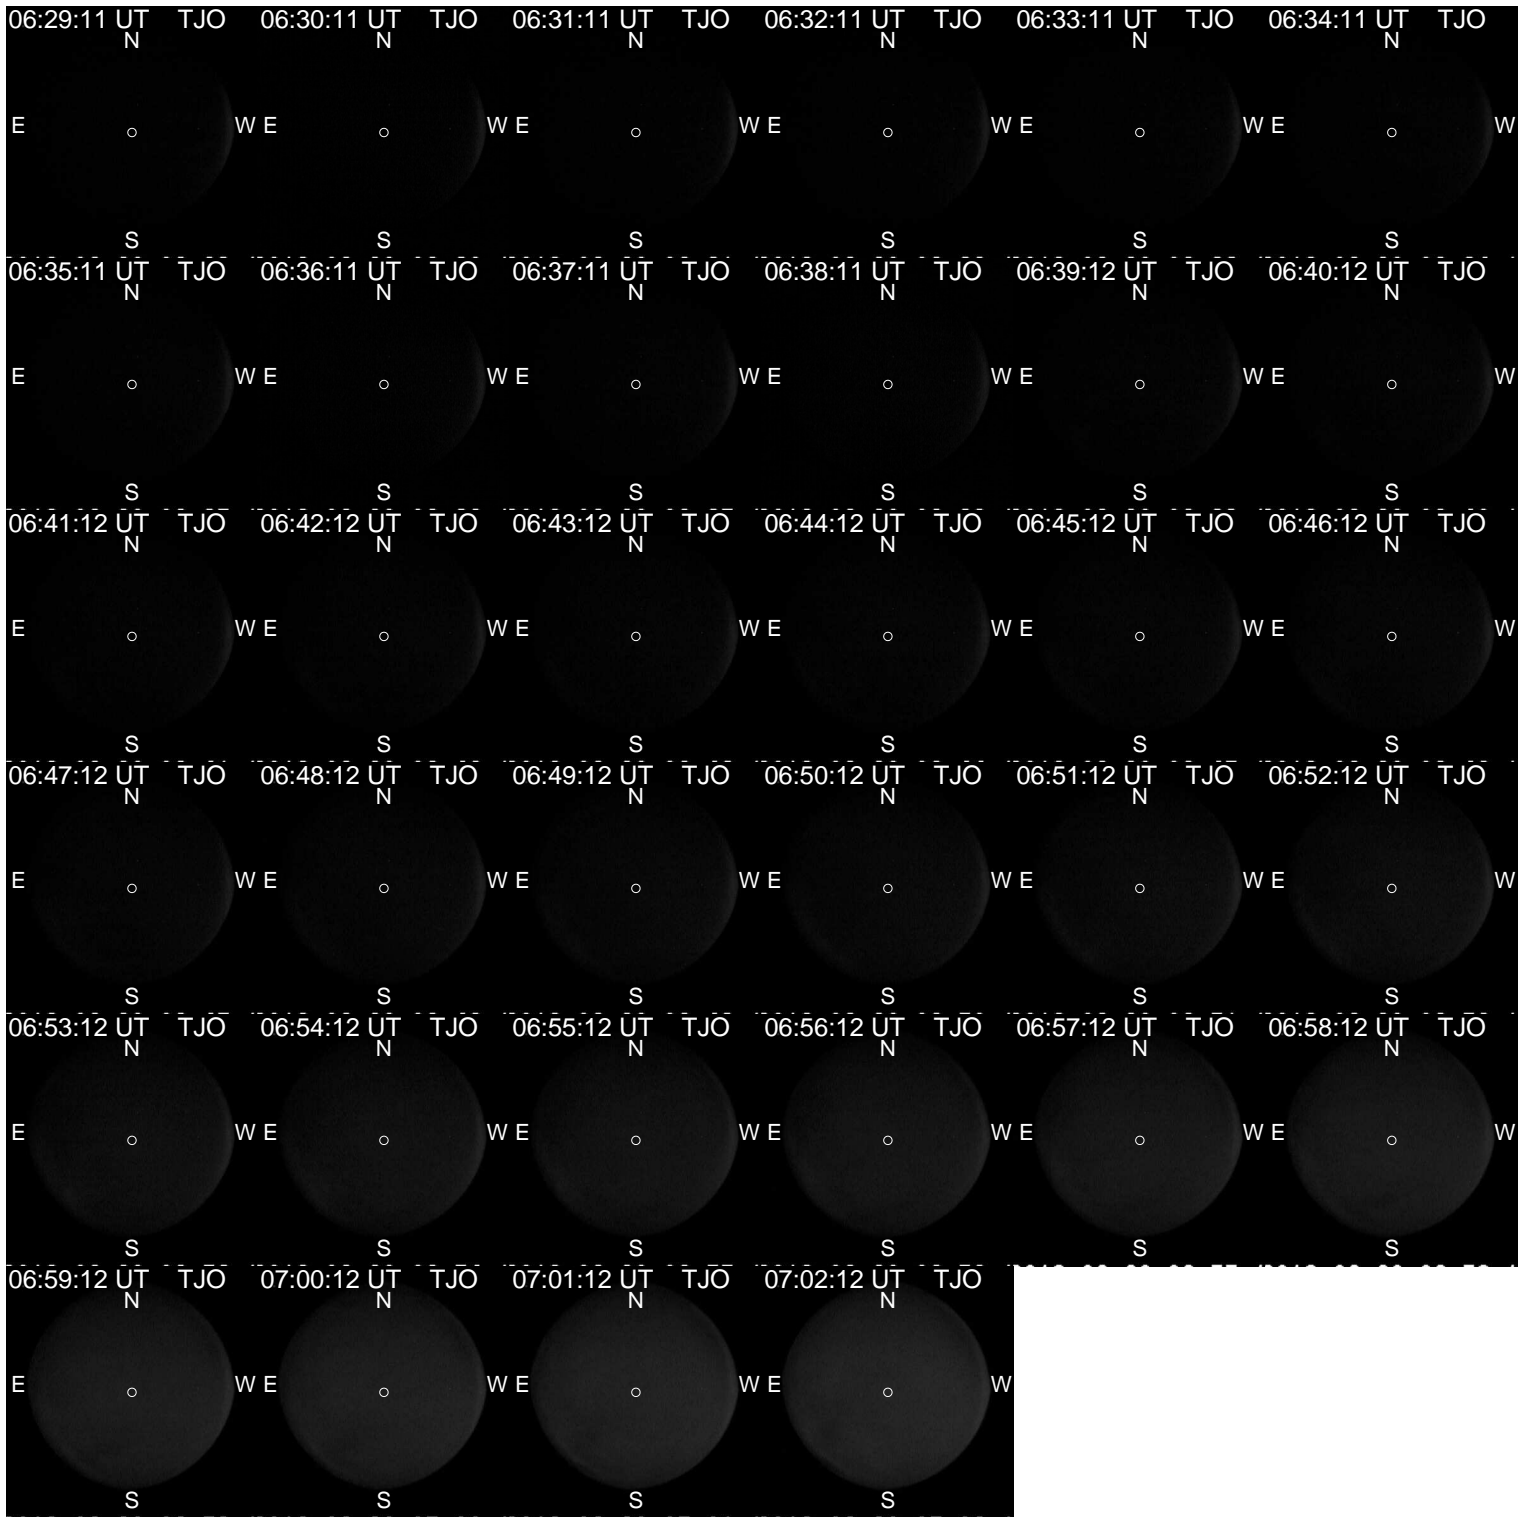 06:29:11 UT TJO 06:30:11 UT TJO 06:31:11 UT TJO 06:32:11 UT TJO 06:33:11 UT TJO 06:34:11 UT TJO
N N N N N N
E W E W E W E W E W E W
S S S S S S
06:35:11 UT TJO 06:36:11 UT TJO 06:37:11 UT TJO 06:38:11 UT TJO 06:39:12 UT TJO 06:40:12 UT TJO
N N N N N N
E W E W E W E W E W E W
S S S S S S
06:41:12 UT TJO 06:42:12 UT TJO 06:43:12 UT TJO 06:44:12 UT TJO 06:45:12 UT TJO 06:46:12 UT TJO
N N N N N N
E W E W E W E W E W E W
S S S S S S
06:47:12 UT TJO 06:48:12 UT TJO 06:49:12 UT TJO 06:50:12 UT TJO 06:51:12 UT TJO 06:52:12 UT TJO
N N N N N N
E W E W E W E W E W E W
S S S S S S
06:53:12 UT TJO 06:54:12 UT TJO 06:55:12 UT TJO 06:56:12 UT TJO 06:57:12 UT TJO 06:58:12 UT TJO
N N N N N N
E W E W E W E W E W E W
S S S S S S
06:59:12 UT TJO 07:00:12 UT TJO 07:01:12 UT TJO 07:02:12 UT TJO
N N N N
E W E W E W E W
S S S S